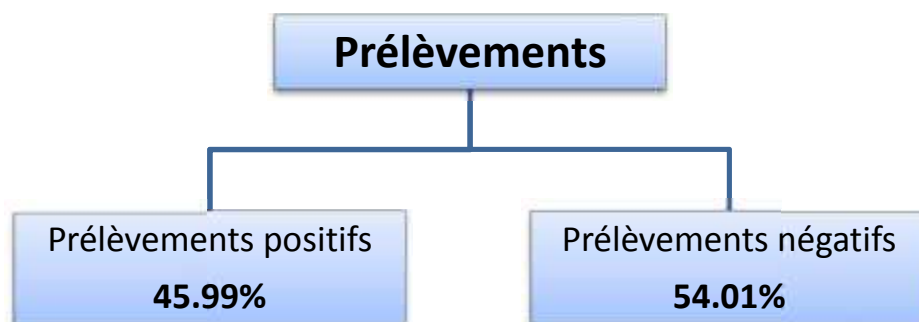 Prélèvements
Prélèvements positifs
45.99%
Prélèvements négatifs
54.01%